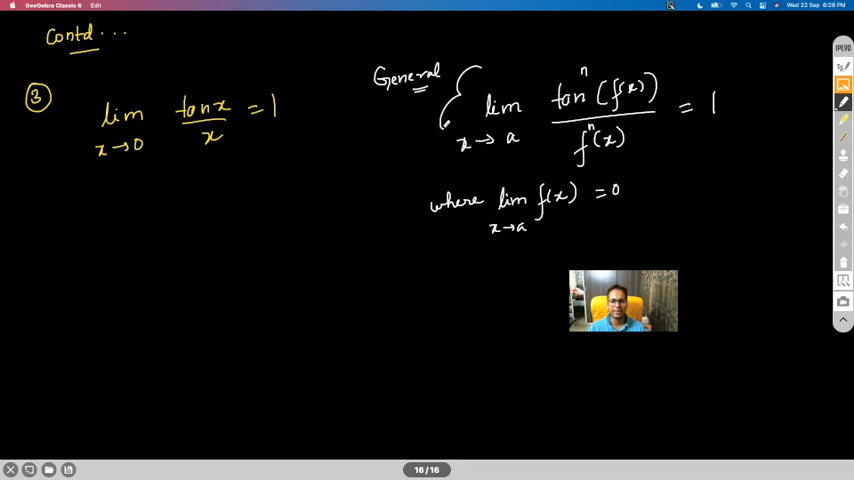 GeoGebra Classic 6 Edit
Wed 22 Sep 6:28 PM
IPEVO
Contd...
③ lim x→0 tanx/x = 1
General
lim x→a tanⁿ(f(x))/fⁿ(x) = 1
where lim x→a f(x) = 0
16/16